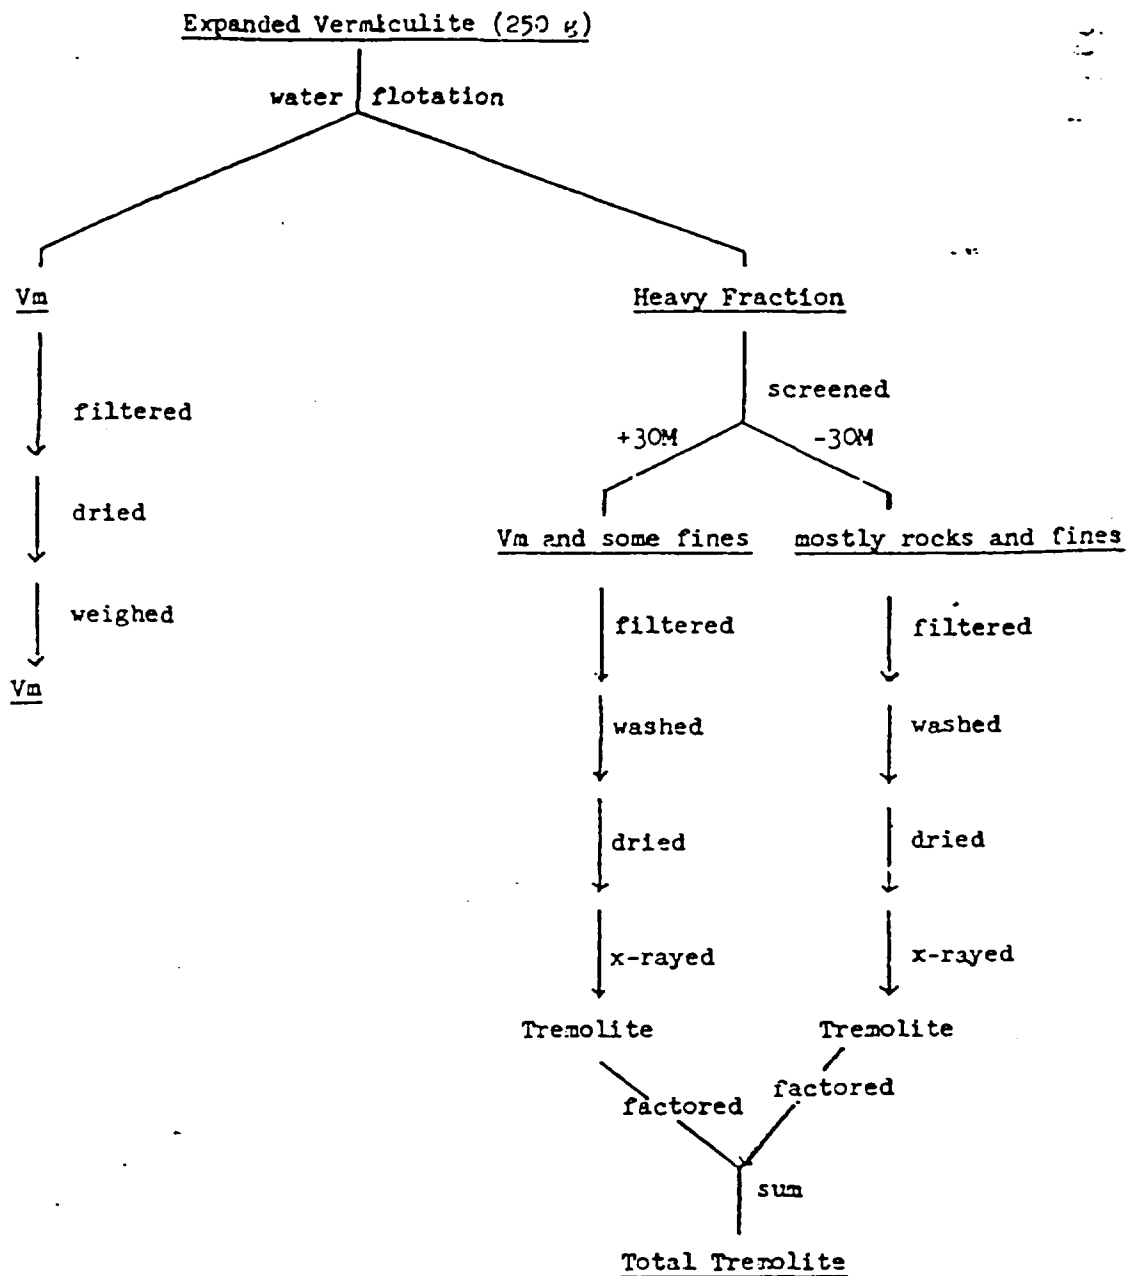 Expanded Vermiculite (250 g)
water flotation
Vm
Heavy Fraction
screened
filtered
+30M
-30M
dried
Vm and some fines
mostly rocks and fines
weighed
filtered
filtered
Vm
washed
washed
dried
dried
x-rayed
x-rayed
Tremolite
Tremolite
factored
factored
sum
Total Tremolite